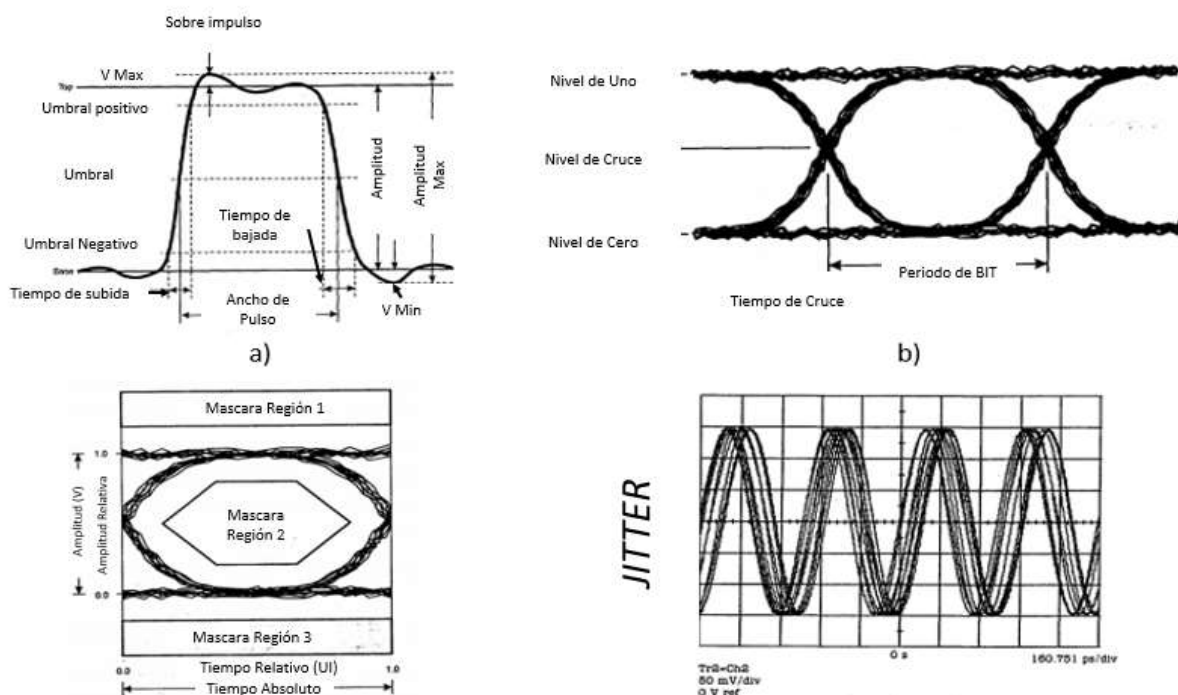 Sobre impulso
V Max
Top
Umbral positivo
Umbral
Amplitud
Amplitud
Max
Tiempo de
bajada
Umbral Negativo
Base
Tiempo de subida
Ancho de
Pulso
V Min
a)
Nivel de Uno
Nivel de Cruce
Nivel de Cero
Periodo de BIT
Tiempo de Cruce
b)
Mascara Región 1
1.0
Amplitud (V)
Amplitud Relativa
Mascara
Región 2
0.0
Mascara Región 3
0.0
Tiempo Relativo (UI)
1.0
Tiempo Absoluto
JITTER
0 s
160.751 ps/div
Tr2=Ch2
50 mV/div
0 V ref